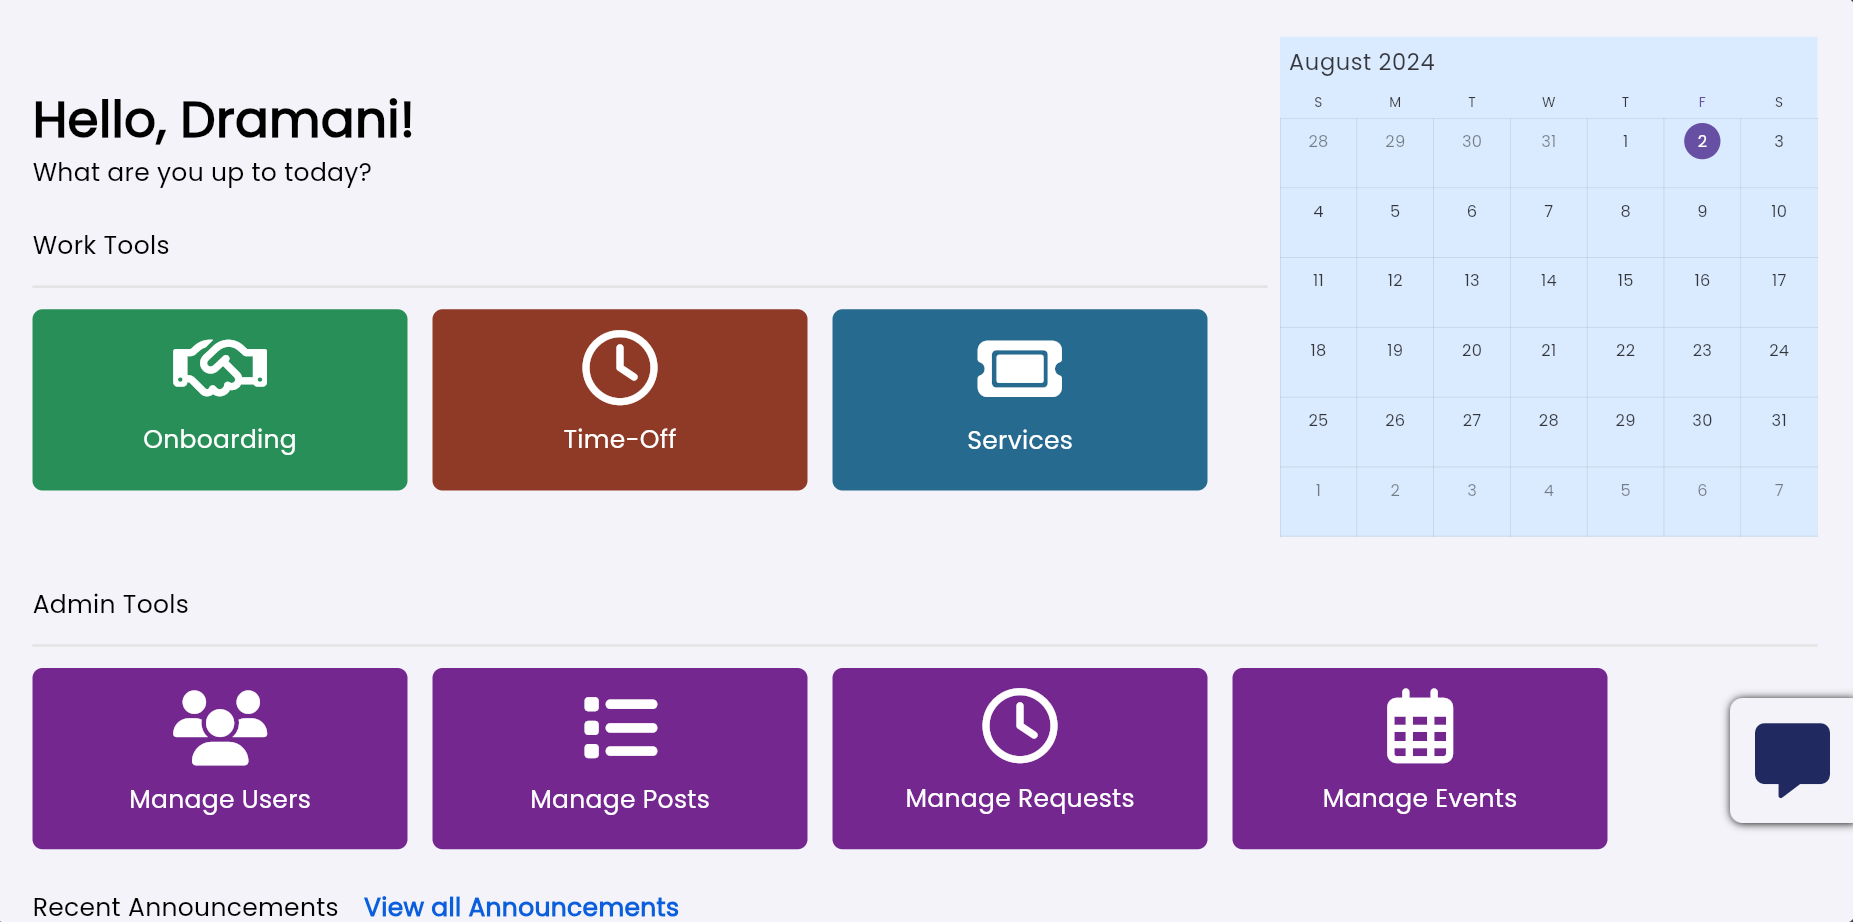 Hello, Dramani!
What are you up to today?
Work Tools
Onboarding
Time-Off
Services
August 2024
S M T W T F S
28 29 30 31 1 2 3
4 5 6 7 8 9 10
11 12 13 14 15 16 17
18 19 20 21 22 23 24
25 26 27 28 29 30 31
1 2 3 4 5 6 7
Admin Tools
Manage Users
Manage Posts
Manage Requests
Manage Events
Recent Announcements View all Announcements